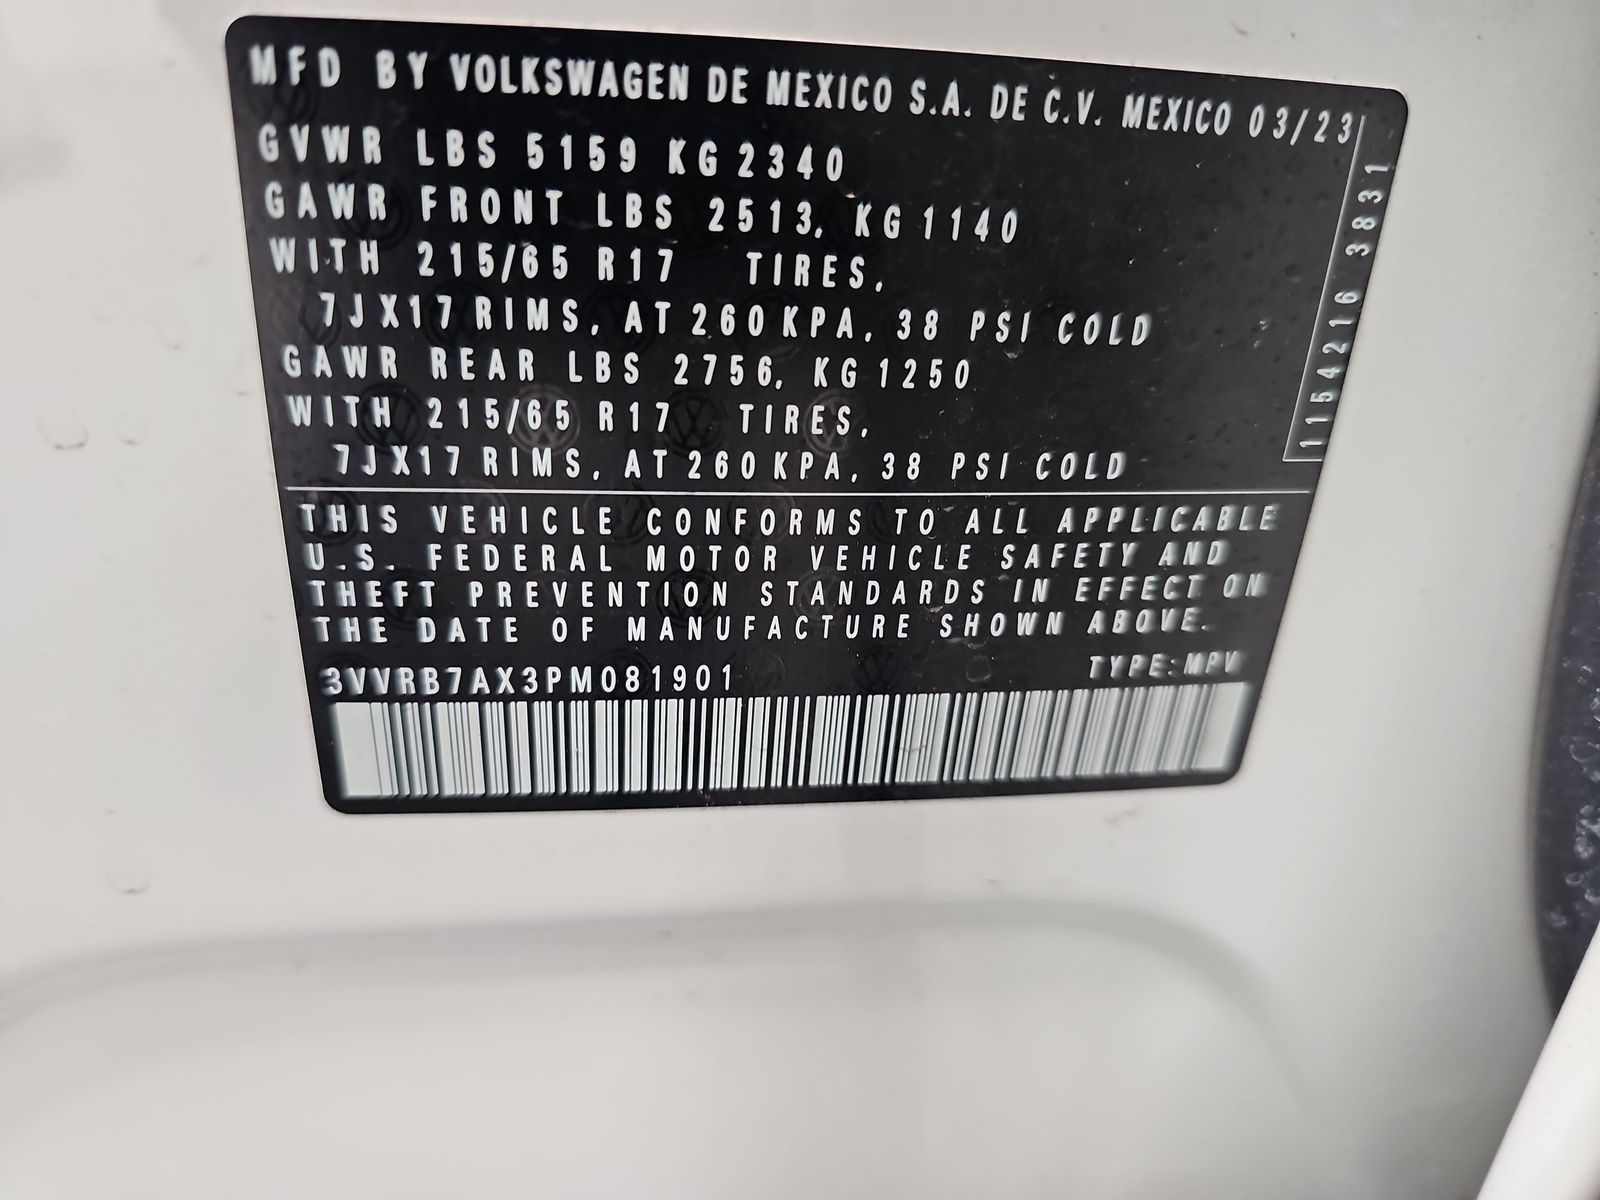 MFD BY VOLKSWAGEN DE MEXICO S.A. DE C.V. MEXICO 03/23
GVWR LBS 5159 KG 2340
GAWR FRONT LBS 2513, KG 1140
WITH 215/65 R17 TIRES,
7JX17 RIMS, AT 260 KPA, 38 PSI COLD
GAWR REAR LBS 2756, KG 1250
WITH 215/65 R17 TIRES,
7JX17 RIMS, AT 260 KPA, 38 PSI COLD
THIS VEHICLE CONFORMS TO ALL APPLICABLE
U.S. FEDERAL MOTOR VEHICLE SAFETY AND
THEFT PREVENTION STANDARDS IN EFFECT ON
THE DATE OF MANUFACTURE SHOWN ABOVE.
3VVRB7AX3PM081901 TYPE: MPV
11542216 3831